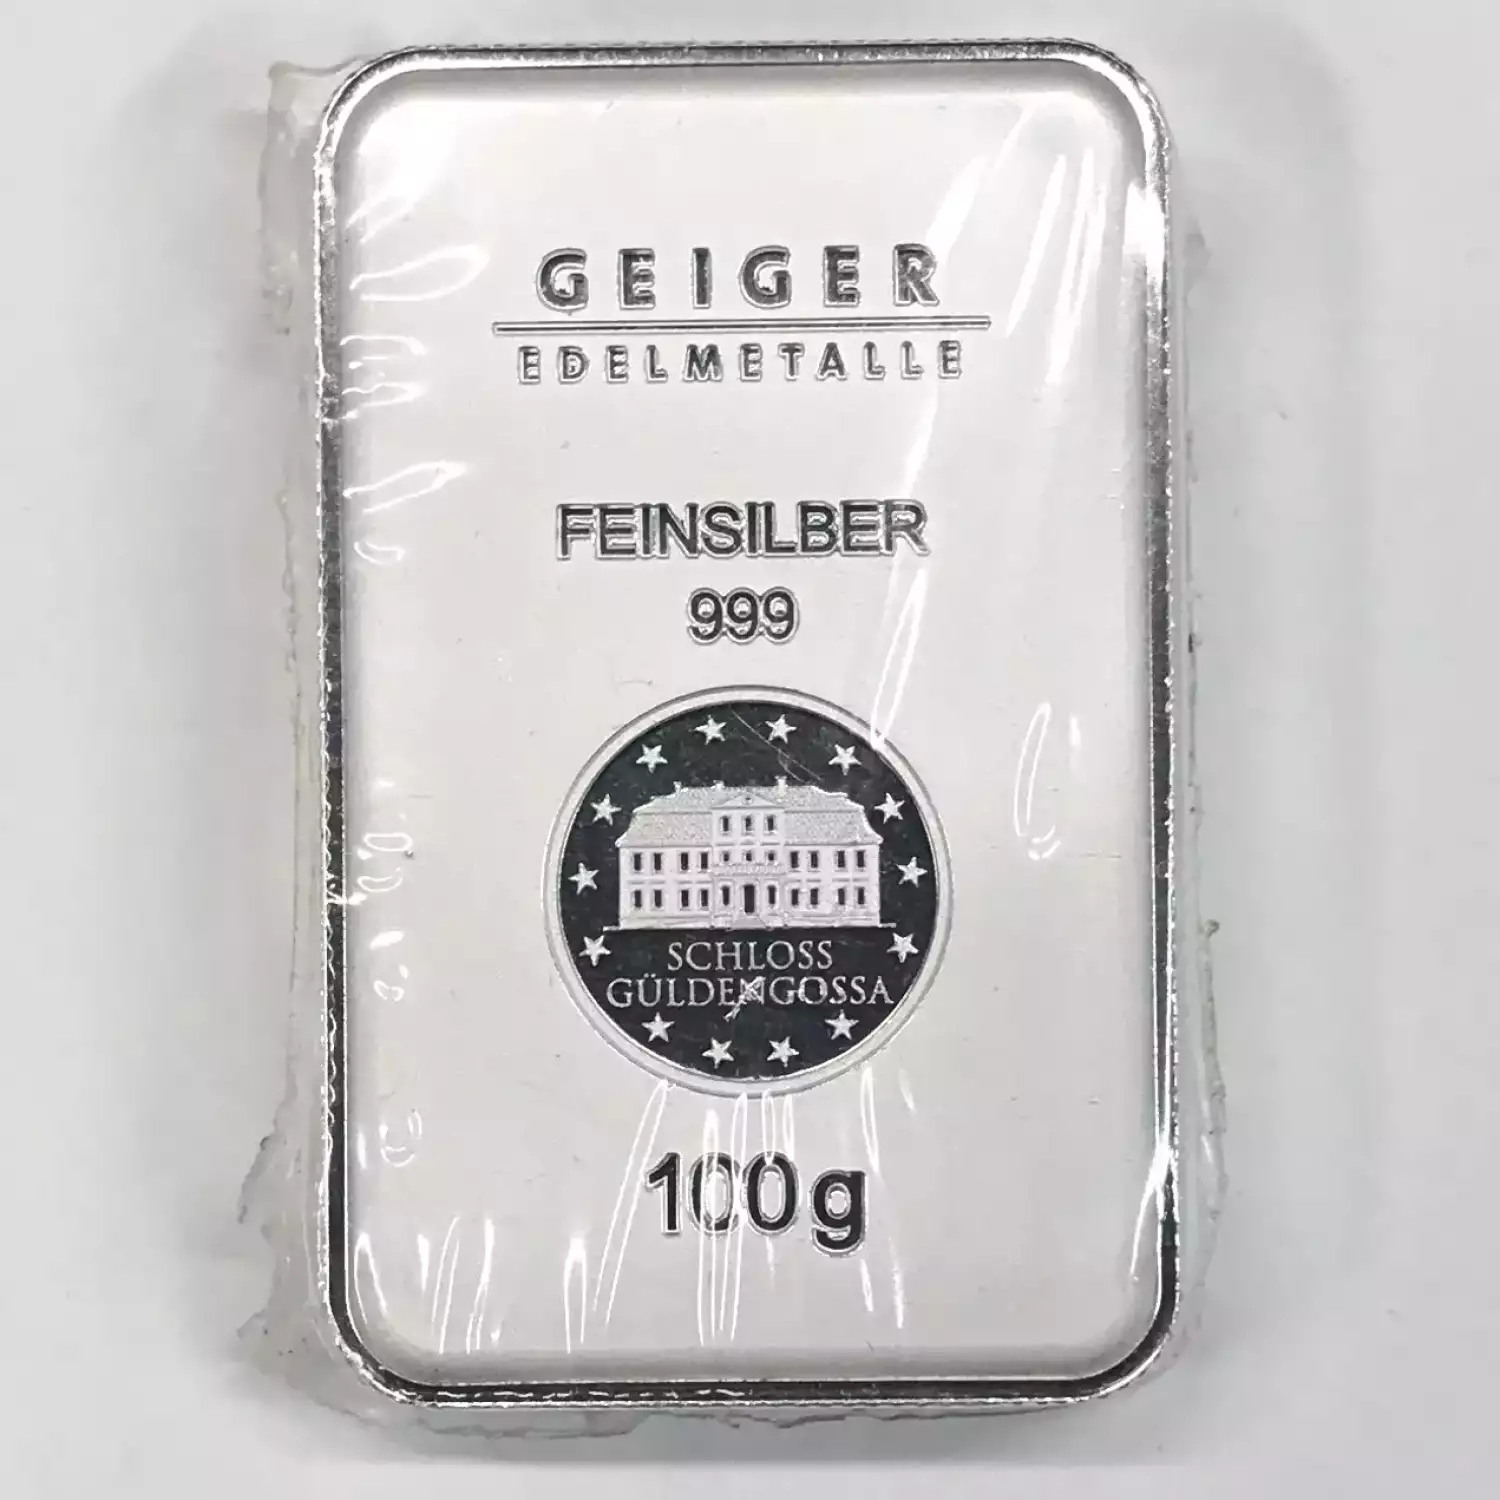 GEIGER
EDELMETALLE
FEINSILBER
999
SCHLOSS
GÜLDENGOSSA
100g